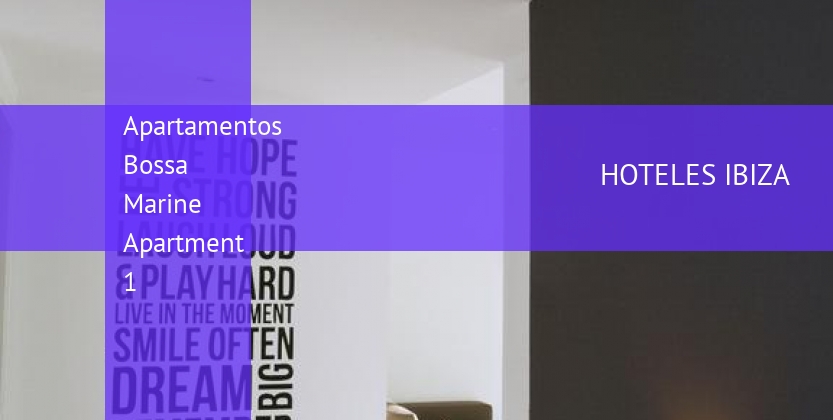 Apartamentos
Bossa
Marine
Apartment
1
HOTELES IBIZA
HAVE HOPE
BE STRONG
LAUGH LOUD
& PLAY HARD
LIVE IN THE MOMENT
SMILE OFTEN
DREAM BIG